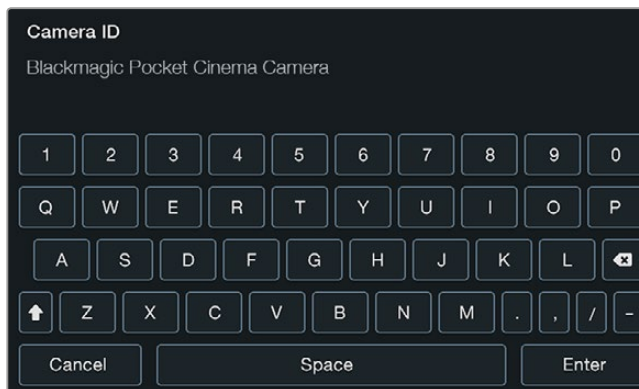 Camera ID
Blackmagic Pocket Cinema Camera
1 2 3 4 5 6 7 8 9 0
Q W E R T Y U I O P
A S D F G H J K L
Z X C V B N M . , / -
Cancel Space Enter